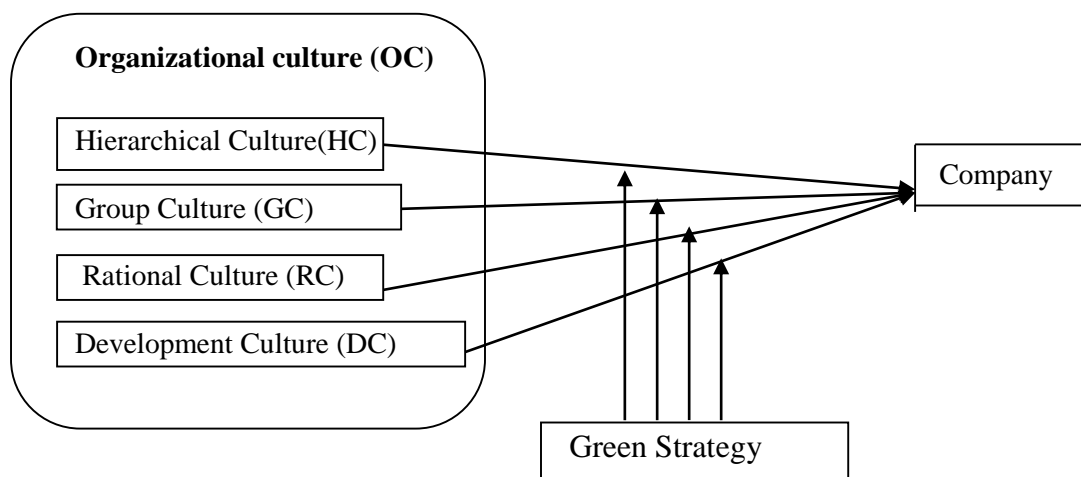 Organizational culture (OC)
Hierarchical Culture(HC)
Group Culture (GC)
Rational Culture (RC)
Development Culture (DC)
Company
Green Strategy